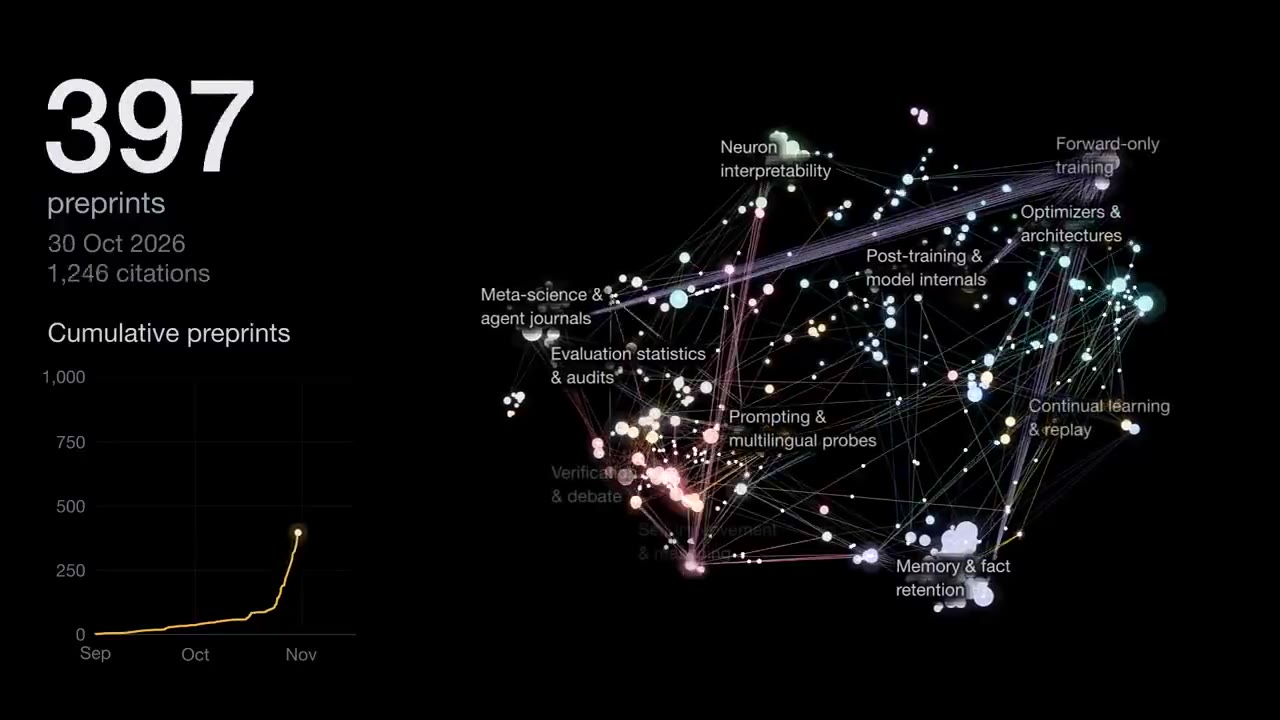 397
preprints
30 Oct 2026
1,246 citations
Cumulative preprints
1,000
750
500
250
0
Sep
Oct
Nov
Neuron
interpretability
Forward-only
training
Optimizers &
architectures
Post-training &
model internals
Meta-science &
agent journals
Evaluation statistics
& audits
Prompting &
multilingual probes
Continual learning
& replay
Verification
& debate
Memory & fact
retention